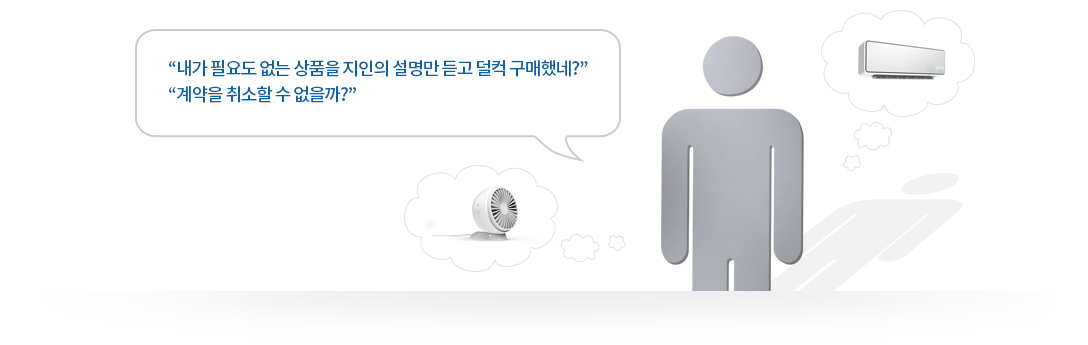 “내가 필요도 없는 상품을 지인의 설명만 듣고 덜컥 구매했네?”
“계약을 취소할 수 없을까?”